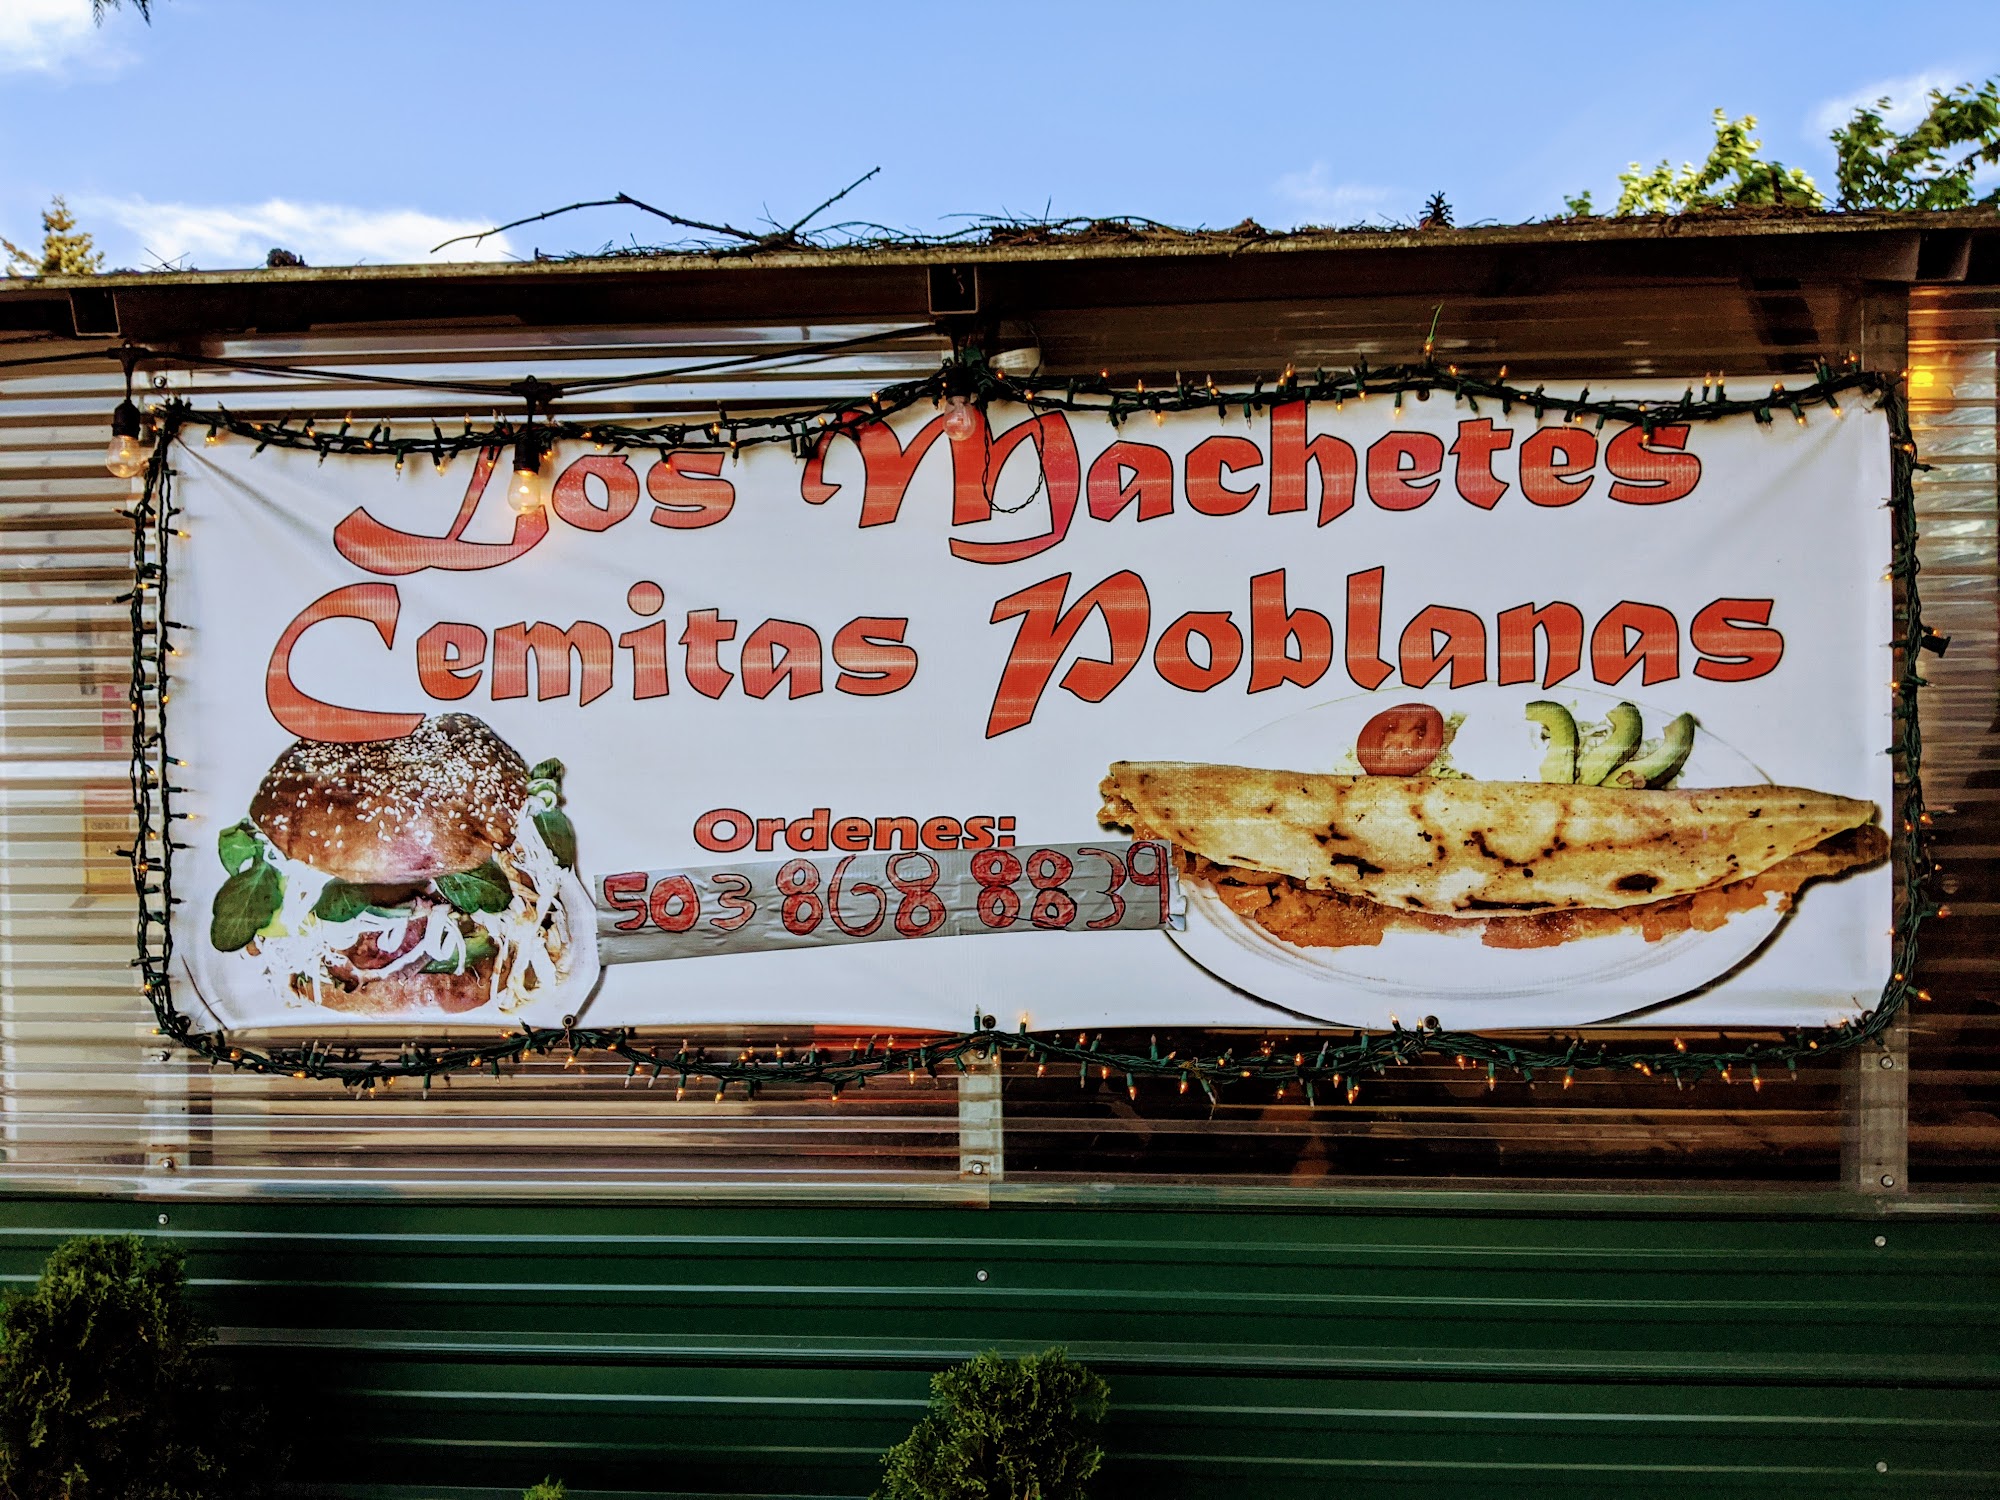 Los Machetes
Cemitas Poblanas
Ordenes:
503 868 8839